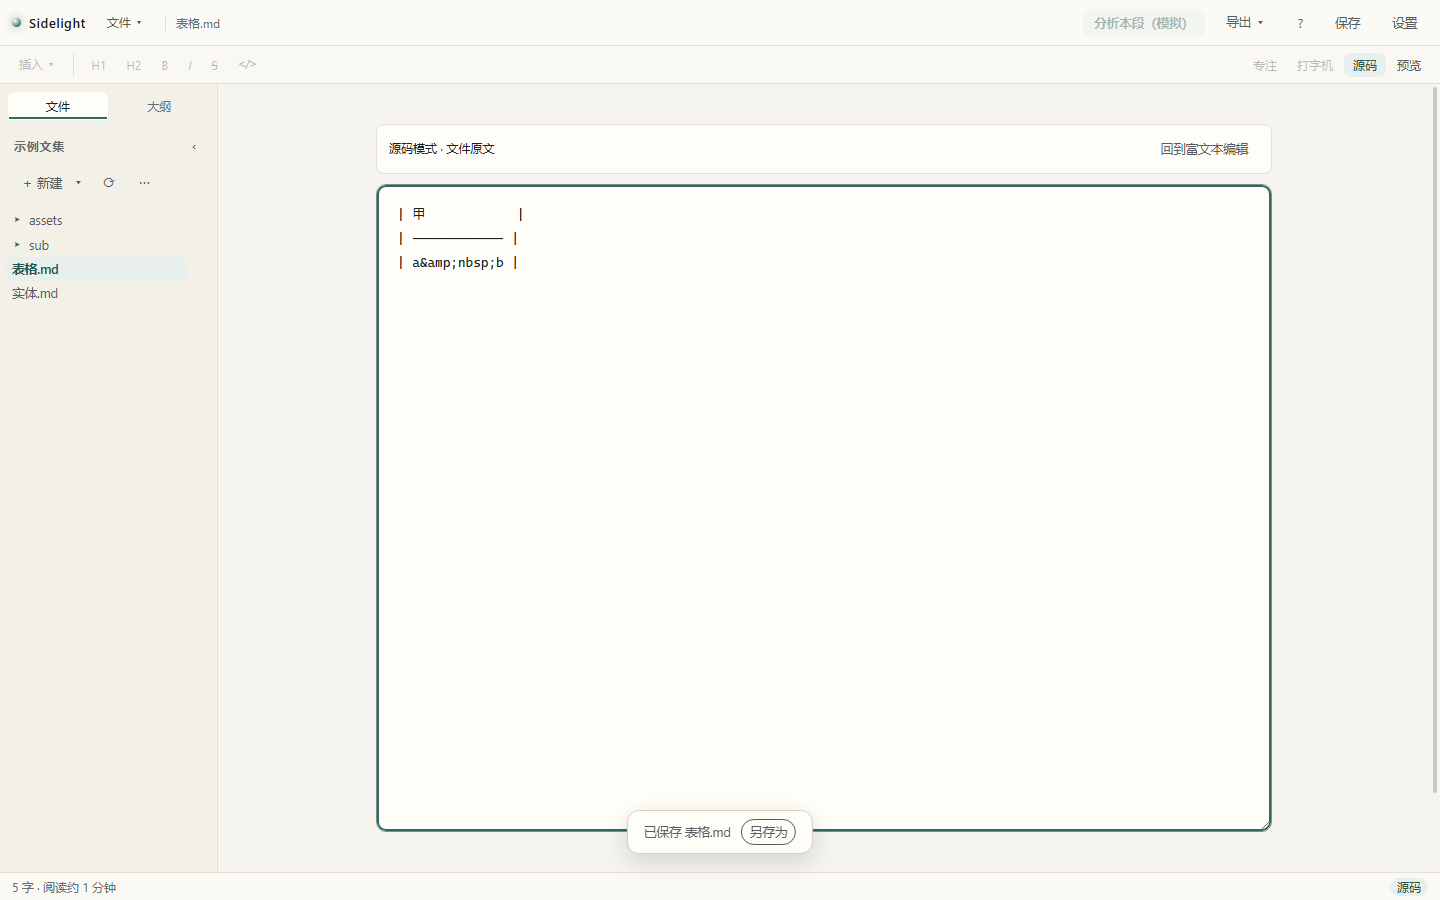 Sidelight 文件 表格.md 分析本段（模拟） 导出 ? 保存 设置
插入 H1 H2 B I S </> 专注 打字机 源码 预览
文件 大纲
示例文集
+ 新建 ...
assets
sub
表格.md
实体.md
源码模式 · 文件原文 回到富文本编辑
| 甲 |
| ------------ |
| a&amp;nbsp;b |
已保存 表格.md 另存为
5 字 · 阅读约 1 分钟 源码